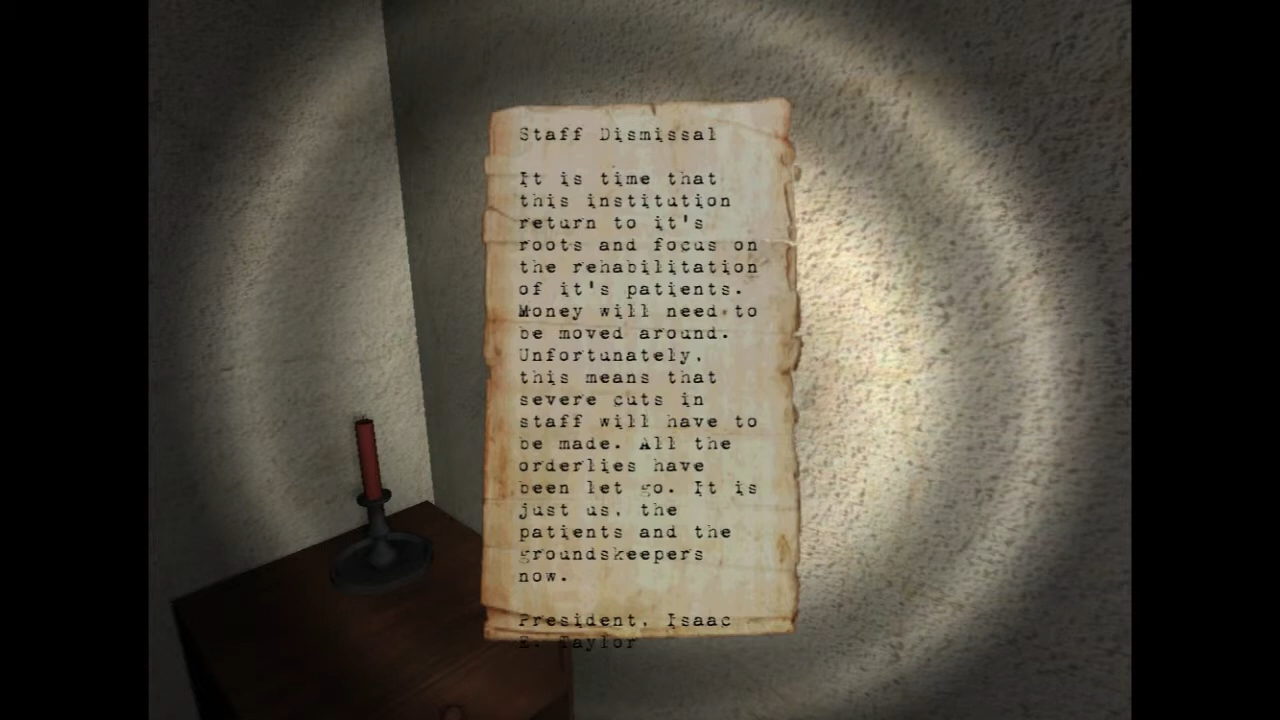 Staff Dismissal
It is time that
this institution
return to it's
roots and focus on
the rehabilitation
of it's patients.
Money will need to
be moved around.
Unfortunately,
this means that
severe cuts in
staff will have to
be made. All the
orderlies have
been let go. It is
just us, the
patients and the
groundskeepers
now.
President, Isaac
E. Taylor